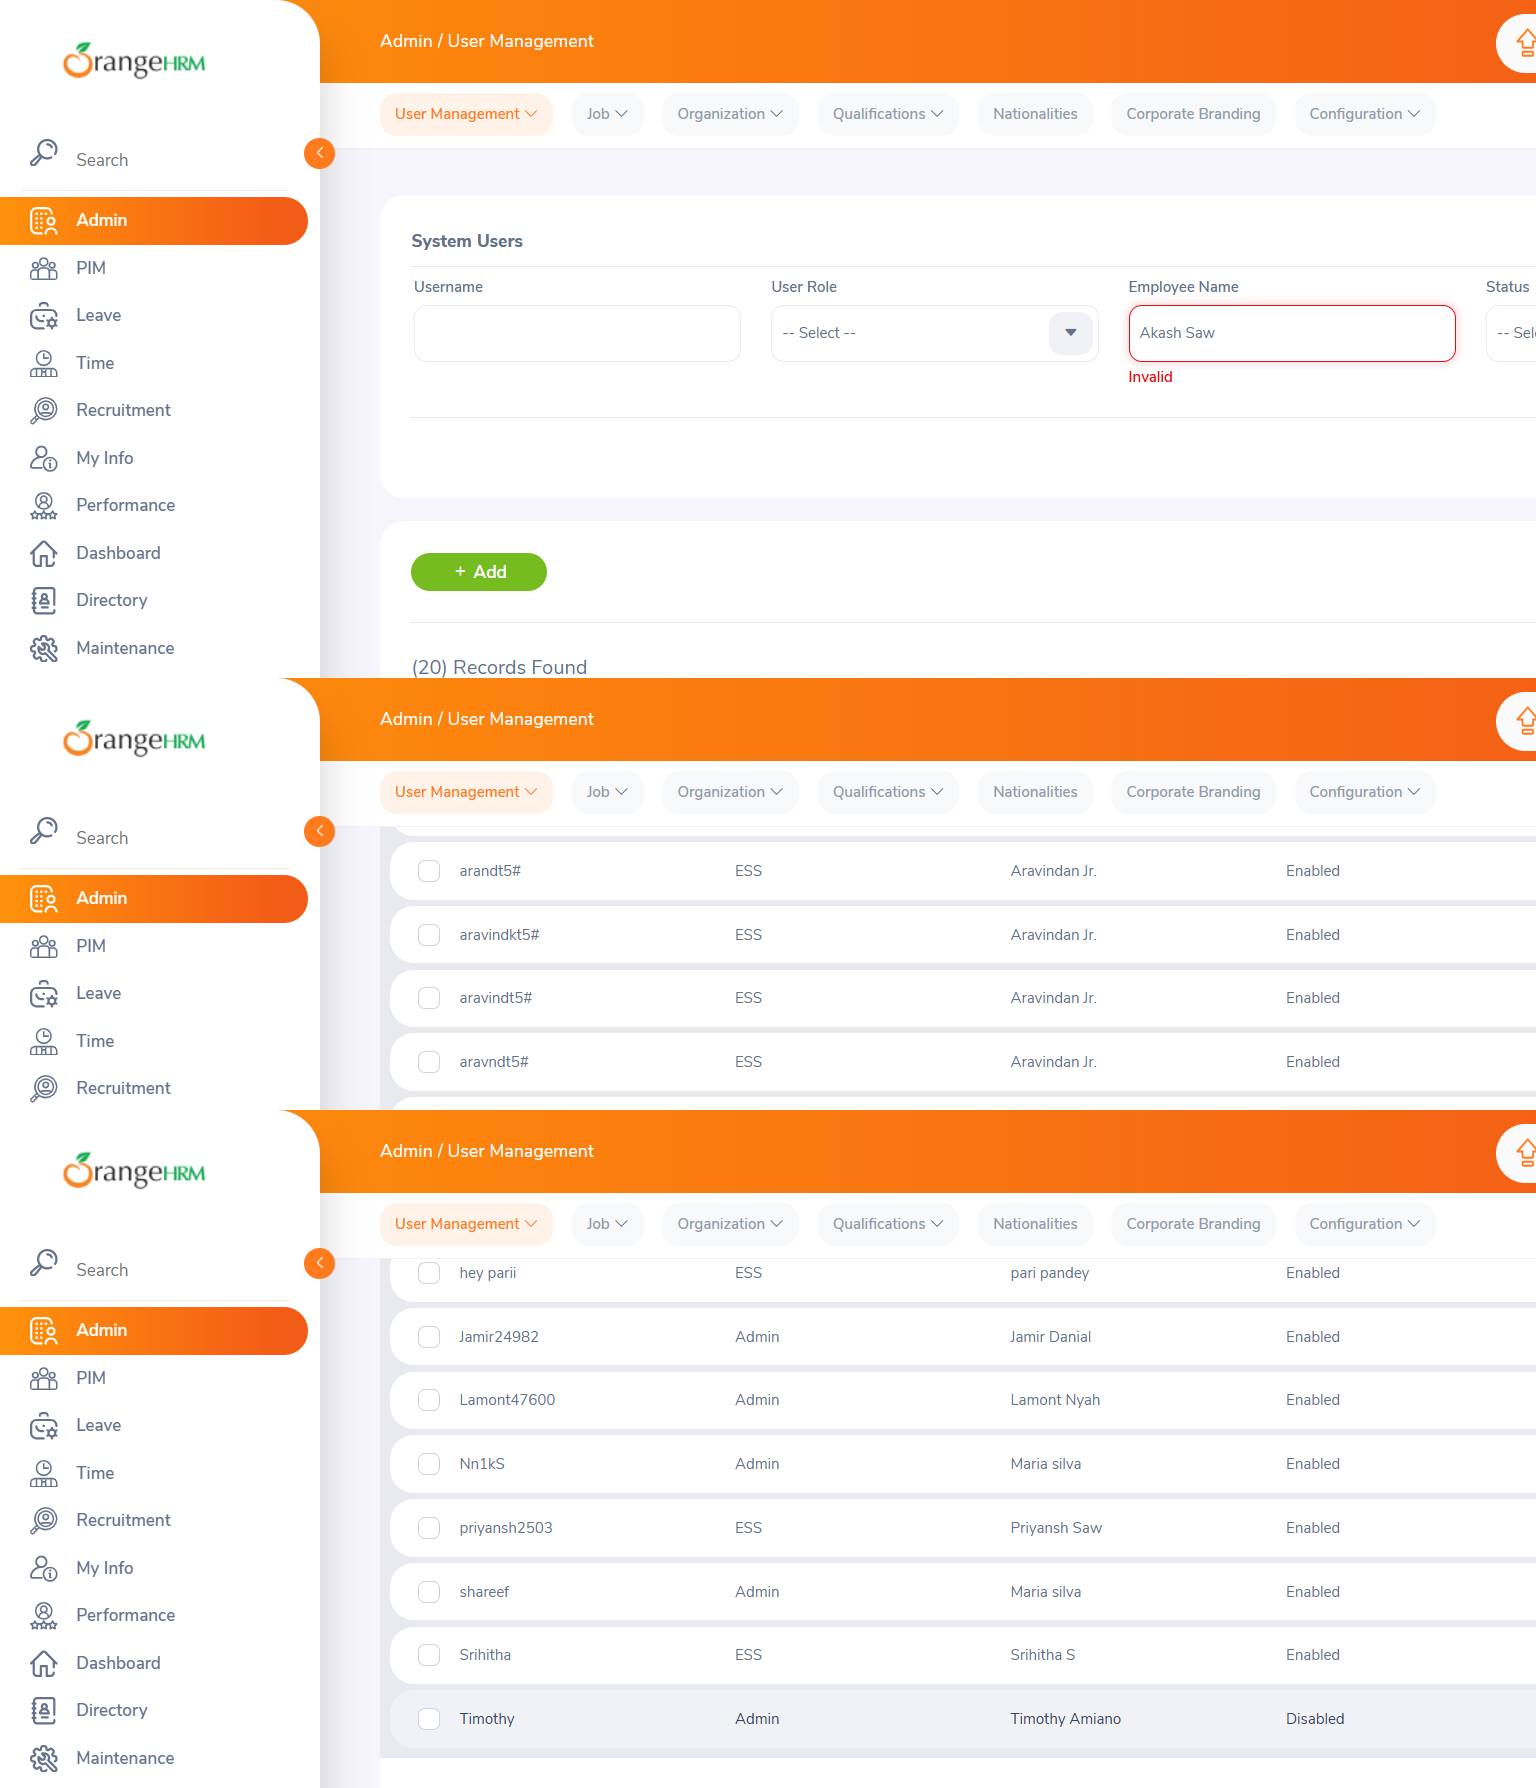 OrangeHRM
Admin / User Management
User Management
Job
Organization
Qualifications
Nationalities
Corporate Branding
Configuration
Search
Admin
PIM
Leave
Time
Recruitment
My Info
Performance
Dashboard
Directory
Maintenance
System Users
Username
User Role
Employee Name
Status
-- Select --
Akash Saw
-- Sele
Invalid
+ Add
(20) Records Found
OrangeHRM
Admin / User Management
User Management
Job
Organization
Qualifications
Nationalities
Corporate Branding
Configuration
Search
Admin
PIM
Leave
Time
Recruitment
arandt5# ESS Aravindan Jr. Enabled
aravindkt5# ESS Aravindan Jr. Enabled
aravindt5# ESS Aravindan Jr. Enabled
aravndt5# ESS Aravindan Jr. Enabled
OrangeHRM
Admin / User Management
User Management
Job
Organization
Qualifications
Nationalities
Corporate Branding
Configuration
Search
Admin
PIM
Leave
Time
Recruitment
My Info
Performance
Dashboard
Directory
Maintenance
hey parii ESS pari pandey Enabled
Jamir24982 Admin Jamir Danial Enabled
Lamont47600 Admin Lamont Nyah Enabled
Nn1kS Admin Maria silva Enabled
priyansh2503 ESS Priyansh Saw Enabled
shareef Admin Maria silva Enabled
Srihitha ESS Srihitha S Enabled
Timothy Admin Timothy Amiano Disabled